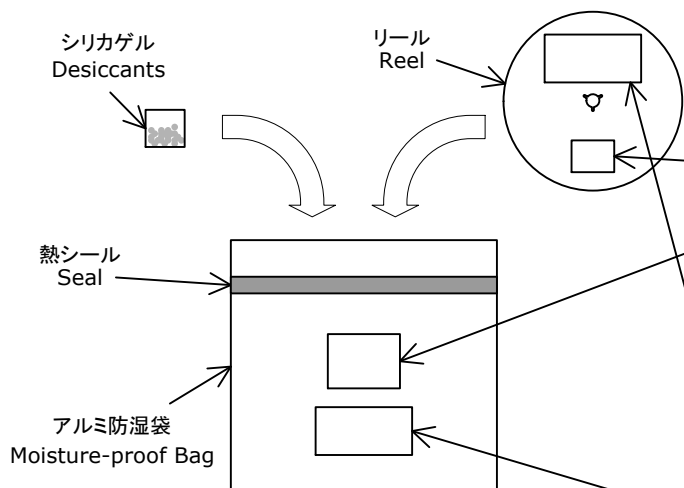 シリカゲル
Desiccants
リール
Reel
熱シール
Seal
アルミ防湿袋
Moisture-proof Bag